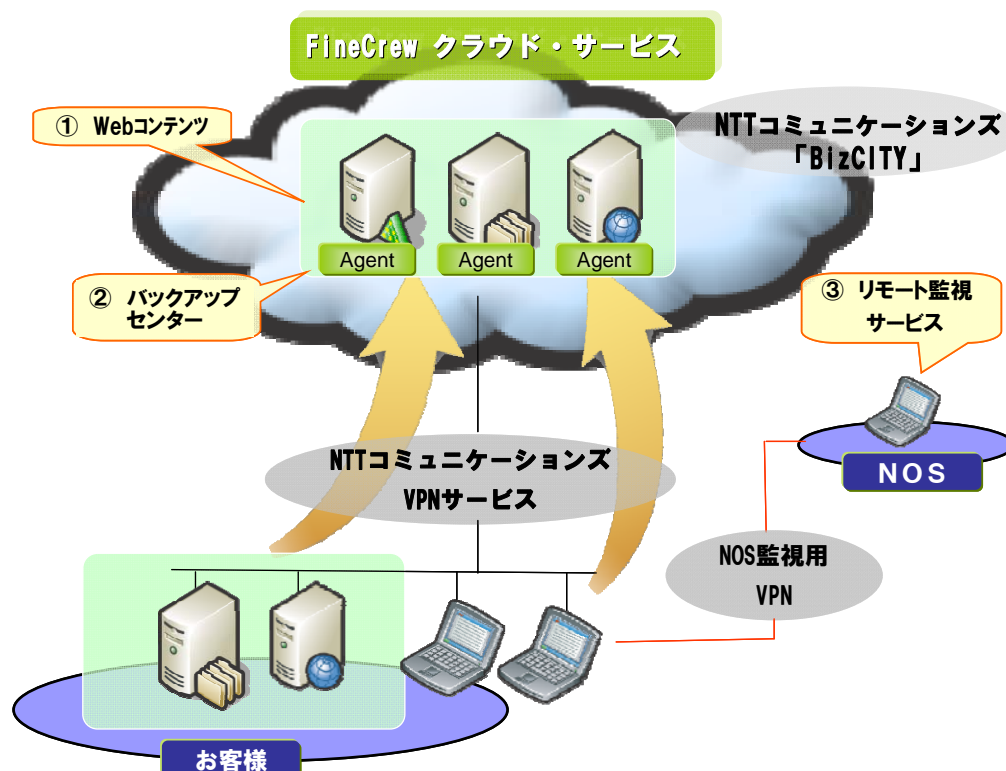 FineCrew クラウド・サービス
① Webコンテンツ
NTTコミュニケーションズ
「BizCITY」
Agent
Agent
Agent
② バックアップ
センター
③ リモート監視
サービス
NTTコミュニケーションズ
VPNサービス
NOS
NOS監視用
VPN
お客様